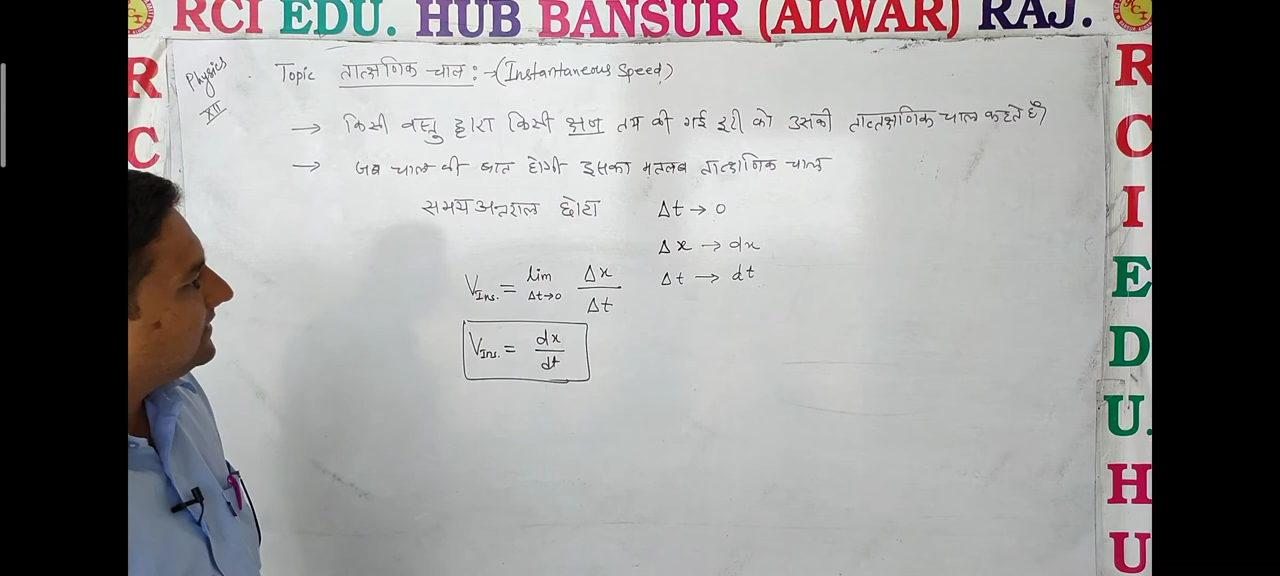 RCI EDU. HUB BANSUR (ALWAR) RAJ.
R
C
Physics
XII
Topic तात्क्षणिक चाल :→(Instantaneous Speed)
→ किसी वस्तु द्वारा किसी क्षण तय की गई दूरी को उसकी तात्क्षणिक चाल कहते हैं
→ जब चाल की बात होगी इसका मतलब तात्क्षणिक चाल
समय अन्तराल छोटा Δt → 0
Δx → dx
V_Ins. = lim Δt→0 Δx/Δt Δt → dt
V_Ins. = dx/dt
R
C
I
E
D
U.
H
U